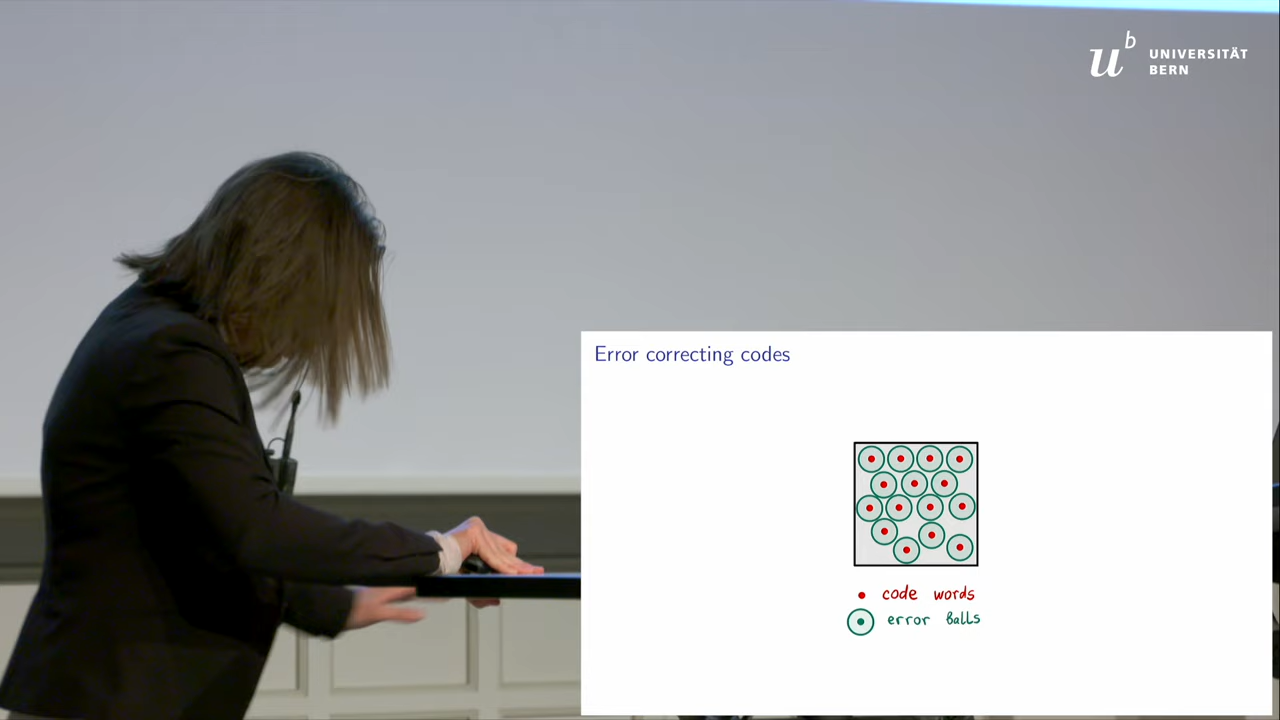 u
b
UNIVERSITÄT
BERN
Error correcting codes
code words
error balls